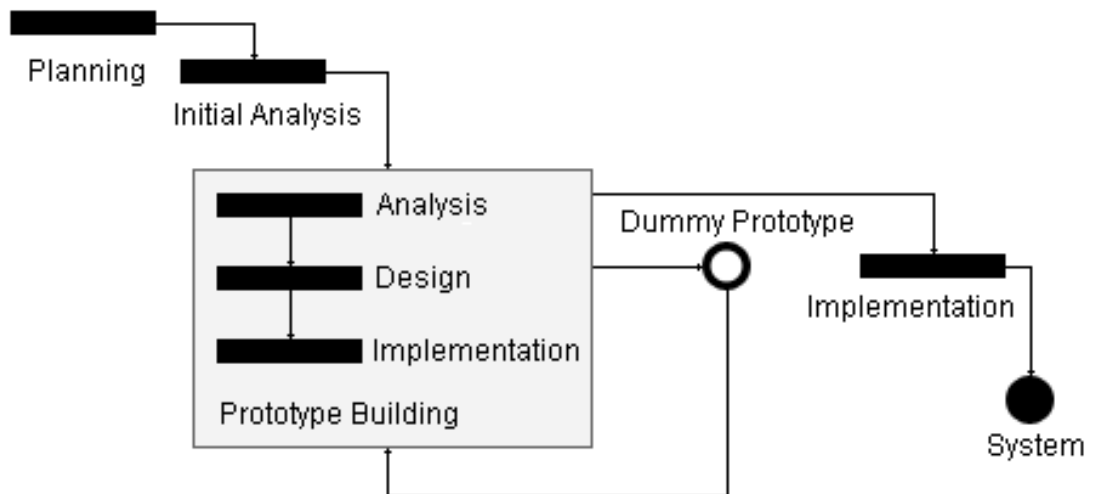 Planning
Initial Analysis
Analysis
Dummy Prototype
Design
Implementation
Implementation
Prototype Building
System